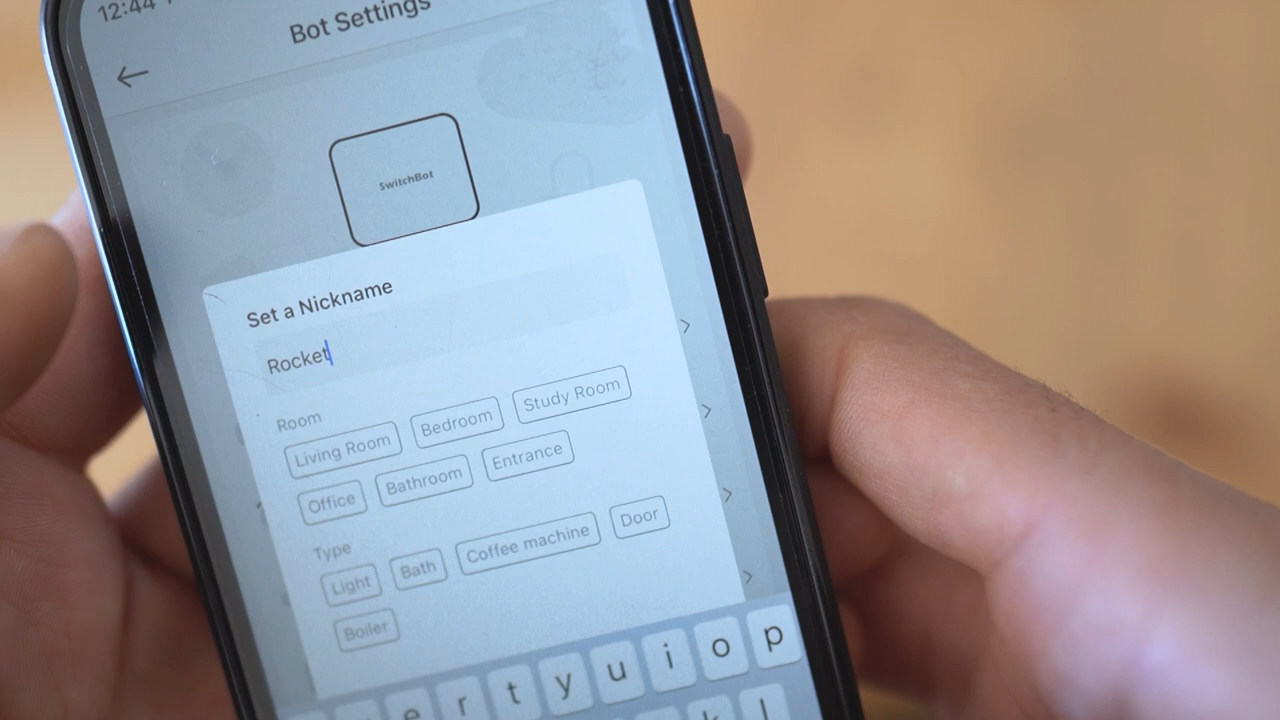 12:44
Bot Settings
SwitchBot
Set a Nickname
Rocket
Room
Living Room Bedroom Study Room
Office Bathroom Entrance
Type
Light Bath Coffee machine Door
Boiler
e r t y u i o p
k l